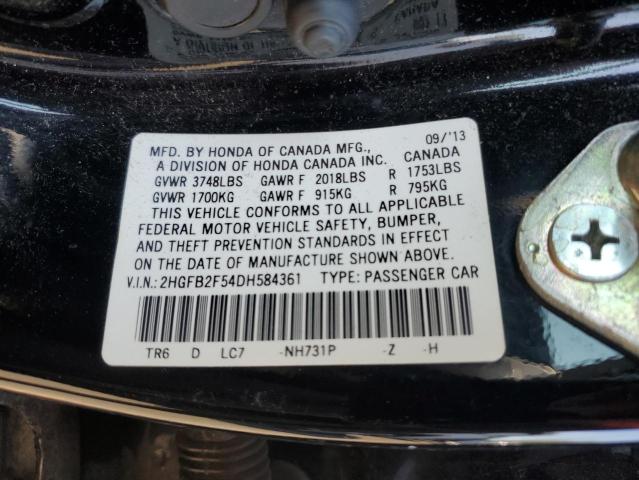 MFD. BY HONDA OF CANADA MFG., 09/'13
A DIVISION OF HONDA CANADA INC. CANADA
GVWR 3748LBS GAWR F 2018LBS R 1753LBS
GVWR 1700KG GAWR F 915KG R 795KG
THIS VEHICLE CONFORMS TO ALL APPLICABLE
FEDERAL MOTOR VEHICLE SAFETY, BUMPER,
AND THEFT PREVENTION STANDARDS IN EFFECT
ON THE DATE OF MANUFACTURE SHOWN ABOVE.
V.I.N.: 2HGFB2F54DH584361 TYPE: PASSENGER CAR
TR6 D LC7 -NH731P -Z -H